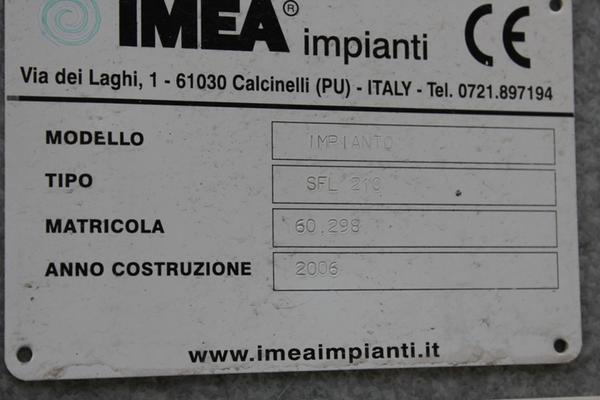 IMEA® impianti CE
Via dei Laghi, 1 - 61030 Calcinelli (PU) - ITALY - Tel. 0721.897194
MODELLO IMPIANTO
TIPO SFL 210
MATRICOLA 60.298
ANNO COSTRUZIONE 2006
www.imeaimpianti.it